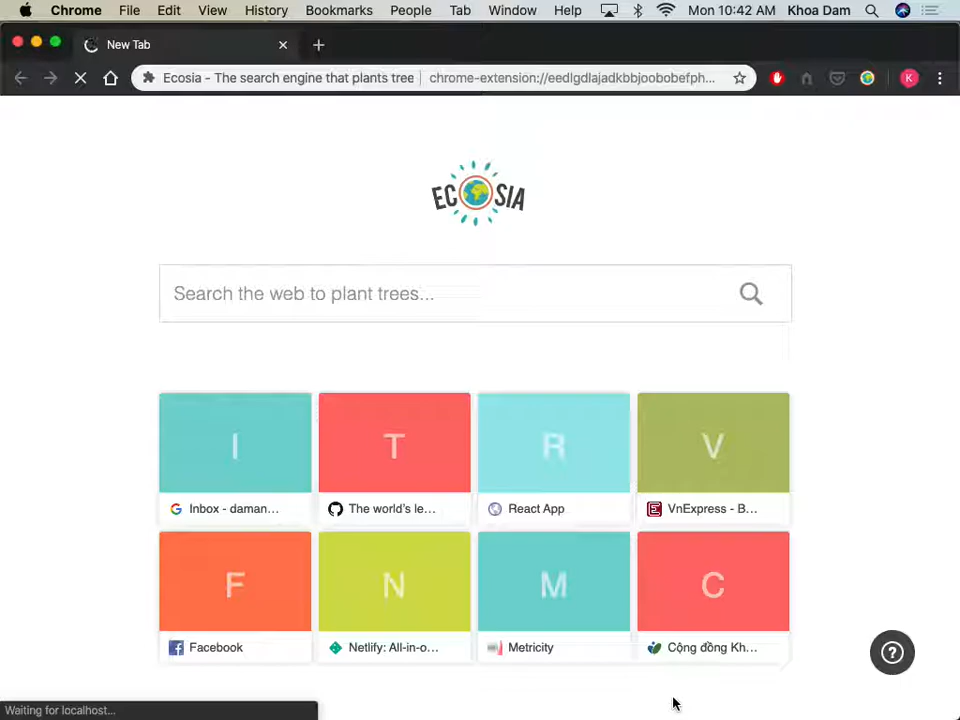 Chrome File Edit View History Bookmarks People Tab Window Help Mon 10:42 AM Khoa Dam
New Tab
Ecosia - The search engine that plants tree chrome-extension://eedlgdlajadkbbjoobobefph...
K
ECOSIA
Search the web to plant trees...
I T R V
Inbox - daman... The world's le... React App VnExpress - B...
F N M C
Facebook Netlify: All-in-o... Metricity Cộng đồng Kh...
?
Waiting for localhost...